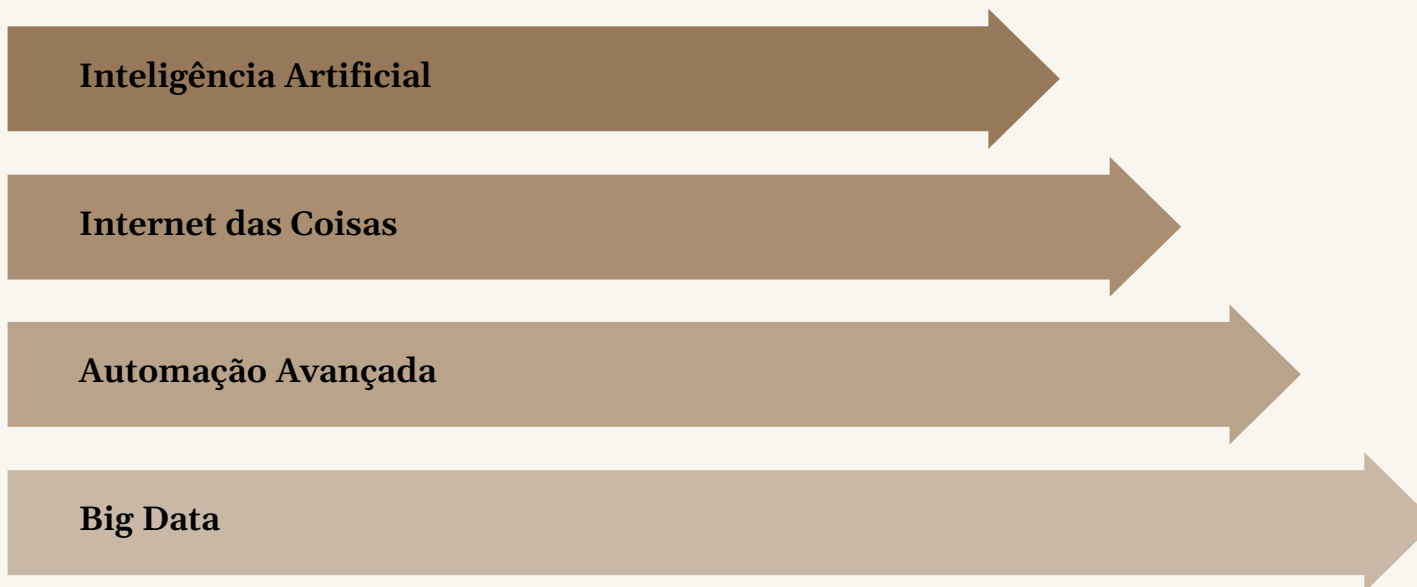 Inteligência Artificial
Internet das Coisas
Automação Avançada
Big Data